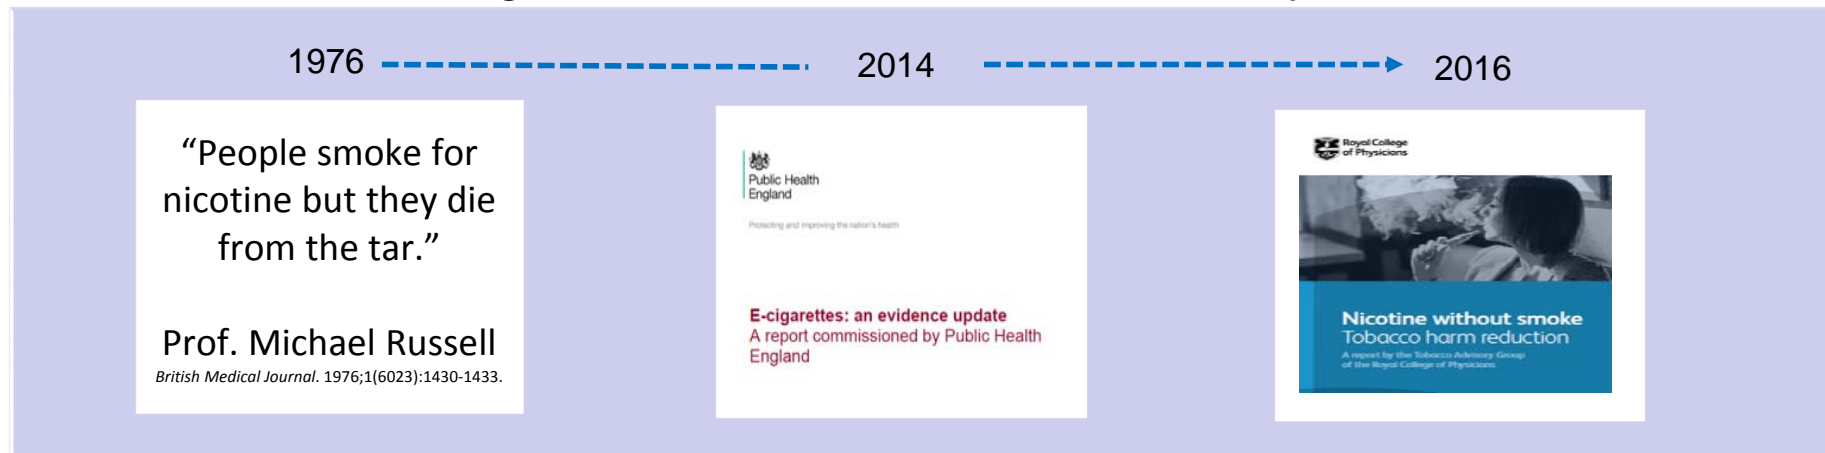 1976
2014
2016
“People smoke for
nicotine but they die
from the tar.”
Prof. Michael Russell
British Medical Journal. 1976;1(6023):1430-1433.
Public Health
England
Protecting and improving the nation's health
E-cigarettes: an evidence update
A report commissioned by Public Health
England
Royal College
of Physicians
Nicotine without smoke
Tobacco harm reduction
A report by the Tobacco Advisory Group
of the Royal College of Physicians